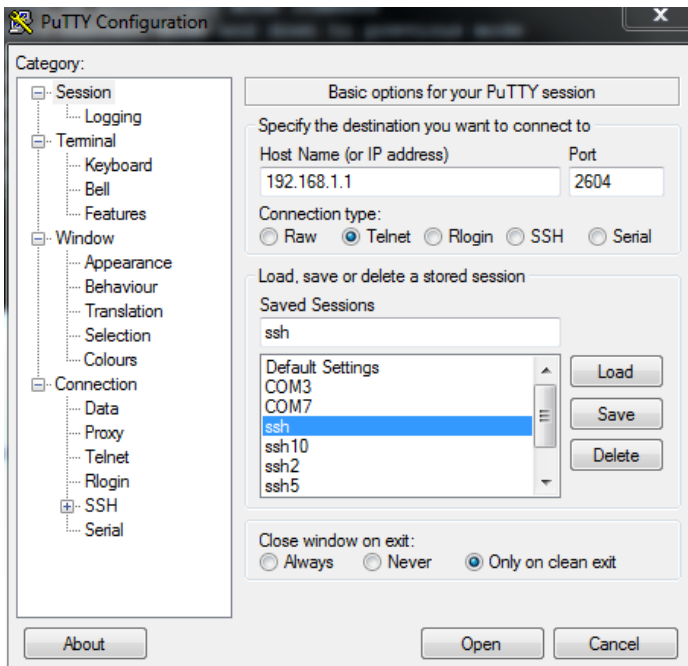 PuTTY Configuration
x
Category:
Session
Logging
Terminal
Keyboard
Bell
Features
Window
Appearance
Behaviour
Translation
Selection
Colours
Connection
Data
Proxy
Telnet
Rlogin
SSH
Serial
Basic options for your PuTTY session
Specify the destination you want to connect to
Host Name (or IP address) Port
192.168.1.1 2604
Connection type:
Raw Telnet Rlogin SSH Serial
Load, save or delete a stored session
Saved Sessions
ssh
Default Settings
COM3
COM7
ssh
ssh10
ssh2
ssh5
Load
Save
Delete
Close window on exit:
Always Never Only on clean exit
About Open Cancel